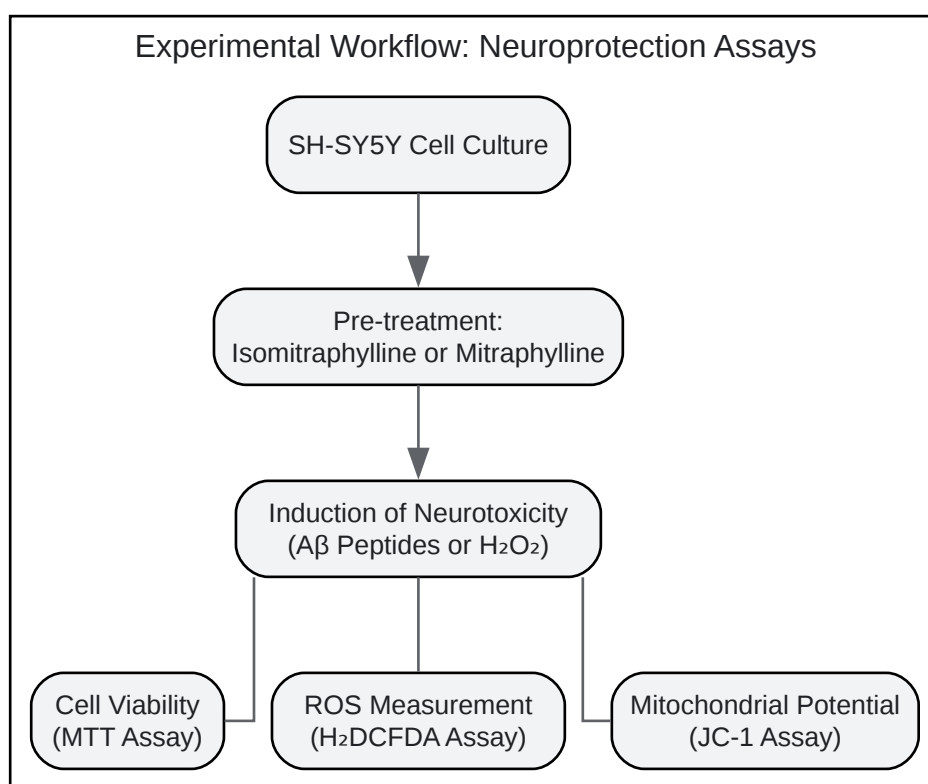 Experimental Workflow: Neuroprotection Assays
SH-SY5Y Cell Culture
Pre-treatment:
Isomitraphylline or Mitraphylline
Induction of Neurotoxicity
(Aβ Peptides or H₂O₂)
Cell Viability
(MTT Assay)
ROS Measurement
(H₂DCFDA Assay)
Mitochondrial Potential
(JC-1 Assay)